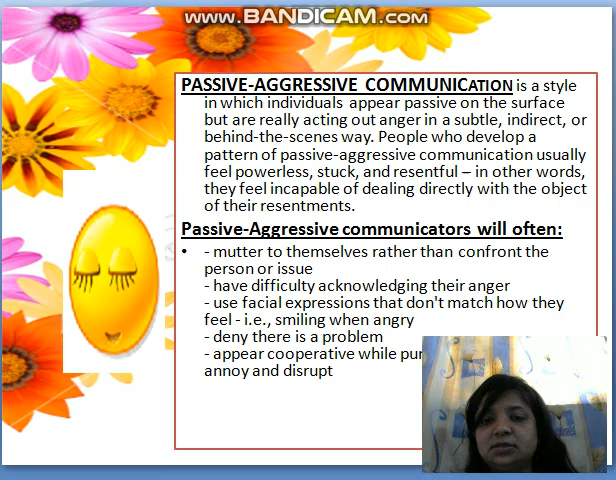 www.BANDICAM.com
PASSIVE-AGGRESSIVE COMMUNICATION is a style
in which individuals appear passive on the surface
but are really acting out anger in a subtle, indirect, or
behind-the-scenes way. People who develop a
pattern of passive-aggressive communication usually
feel powerless, stuck, and resentful – in other words,
they feel incapable of dealing directly with the object
of their resentments.
Passive-Aggressive communicators will often:
• - mutter to themselves rather than confront the
person or issue
- have difficulty acknowledging their anger
- use facial expressions that don't match how they
feel - i.e., smiling when angry
- deny there is a problem
- appear cooperative while
annoy and disrupt